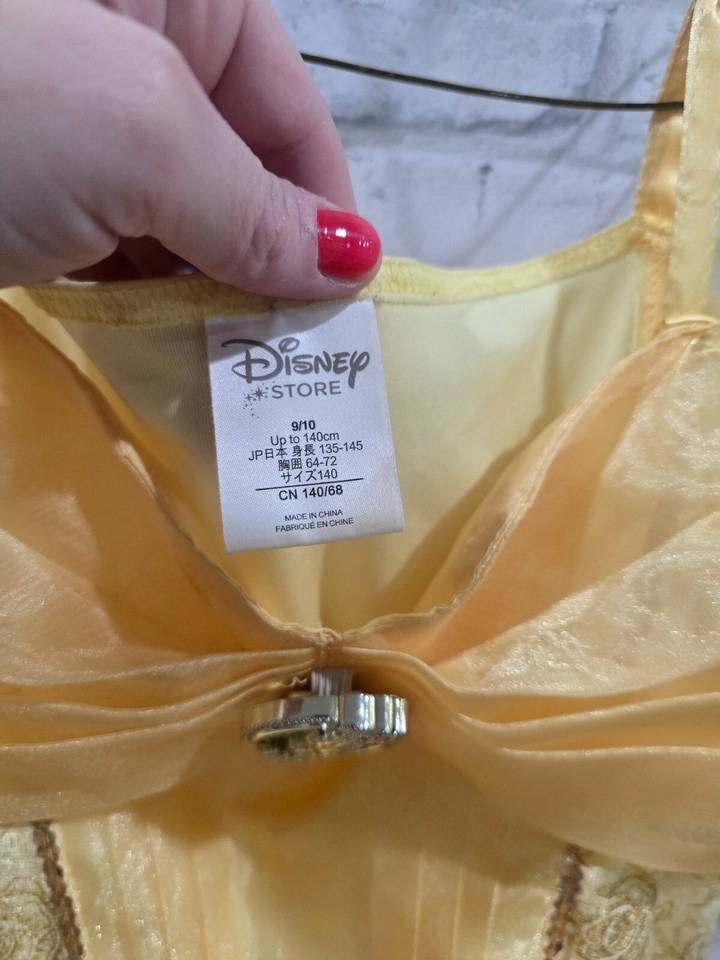 Disney
STORE
9/10
Up to 140cm
JP日本 身長 135-145
胸囲 64-72
サイズ140
CN 140/68
MADE IN CHINA
FABRIQUÉ EN CHINE